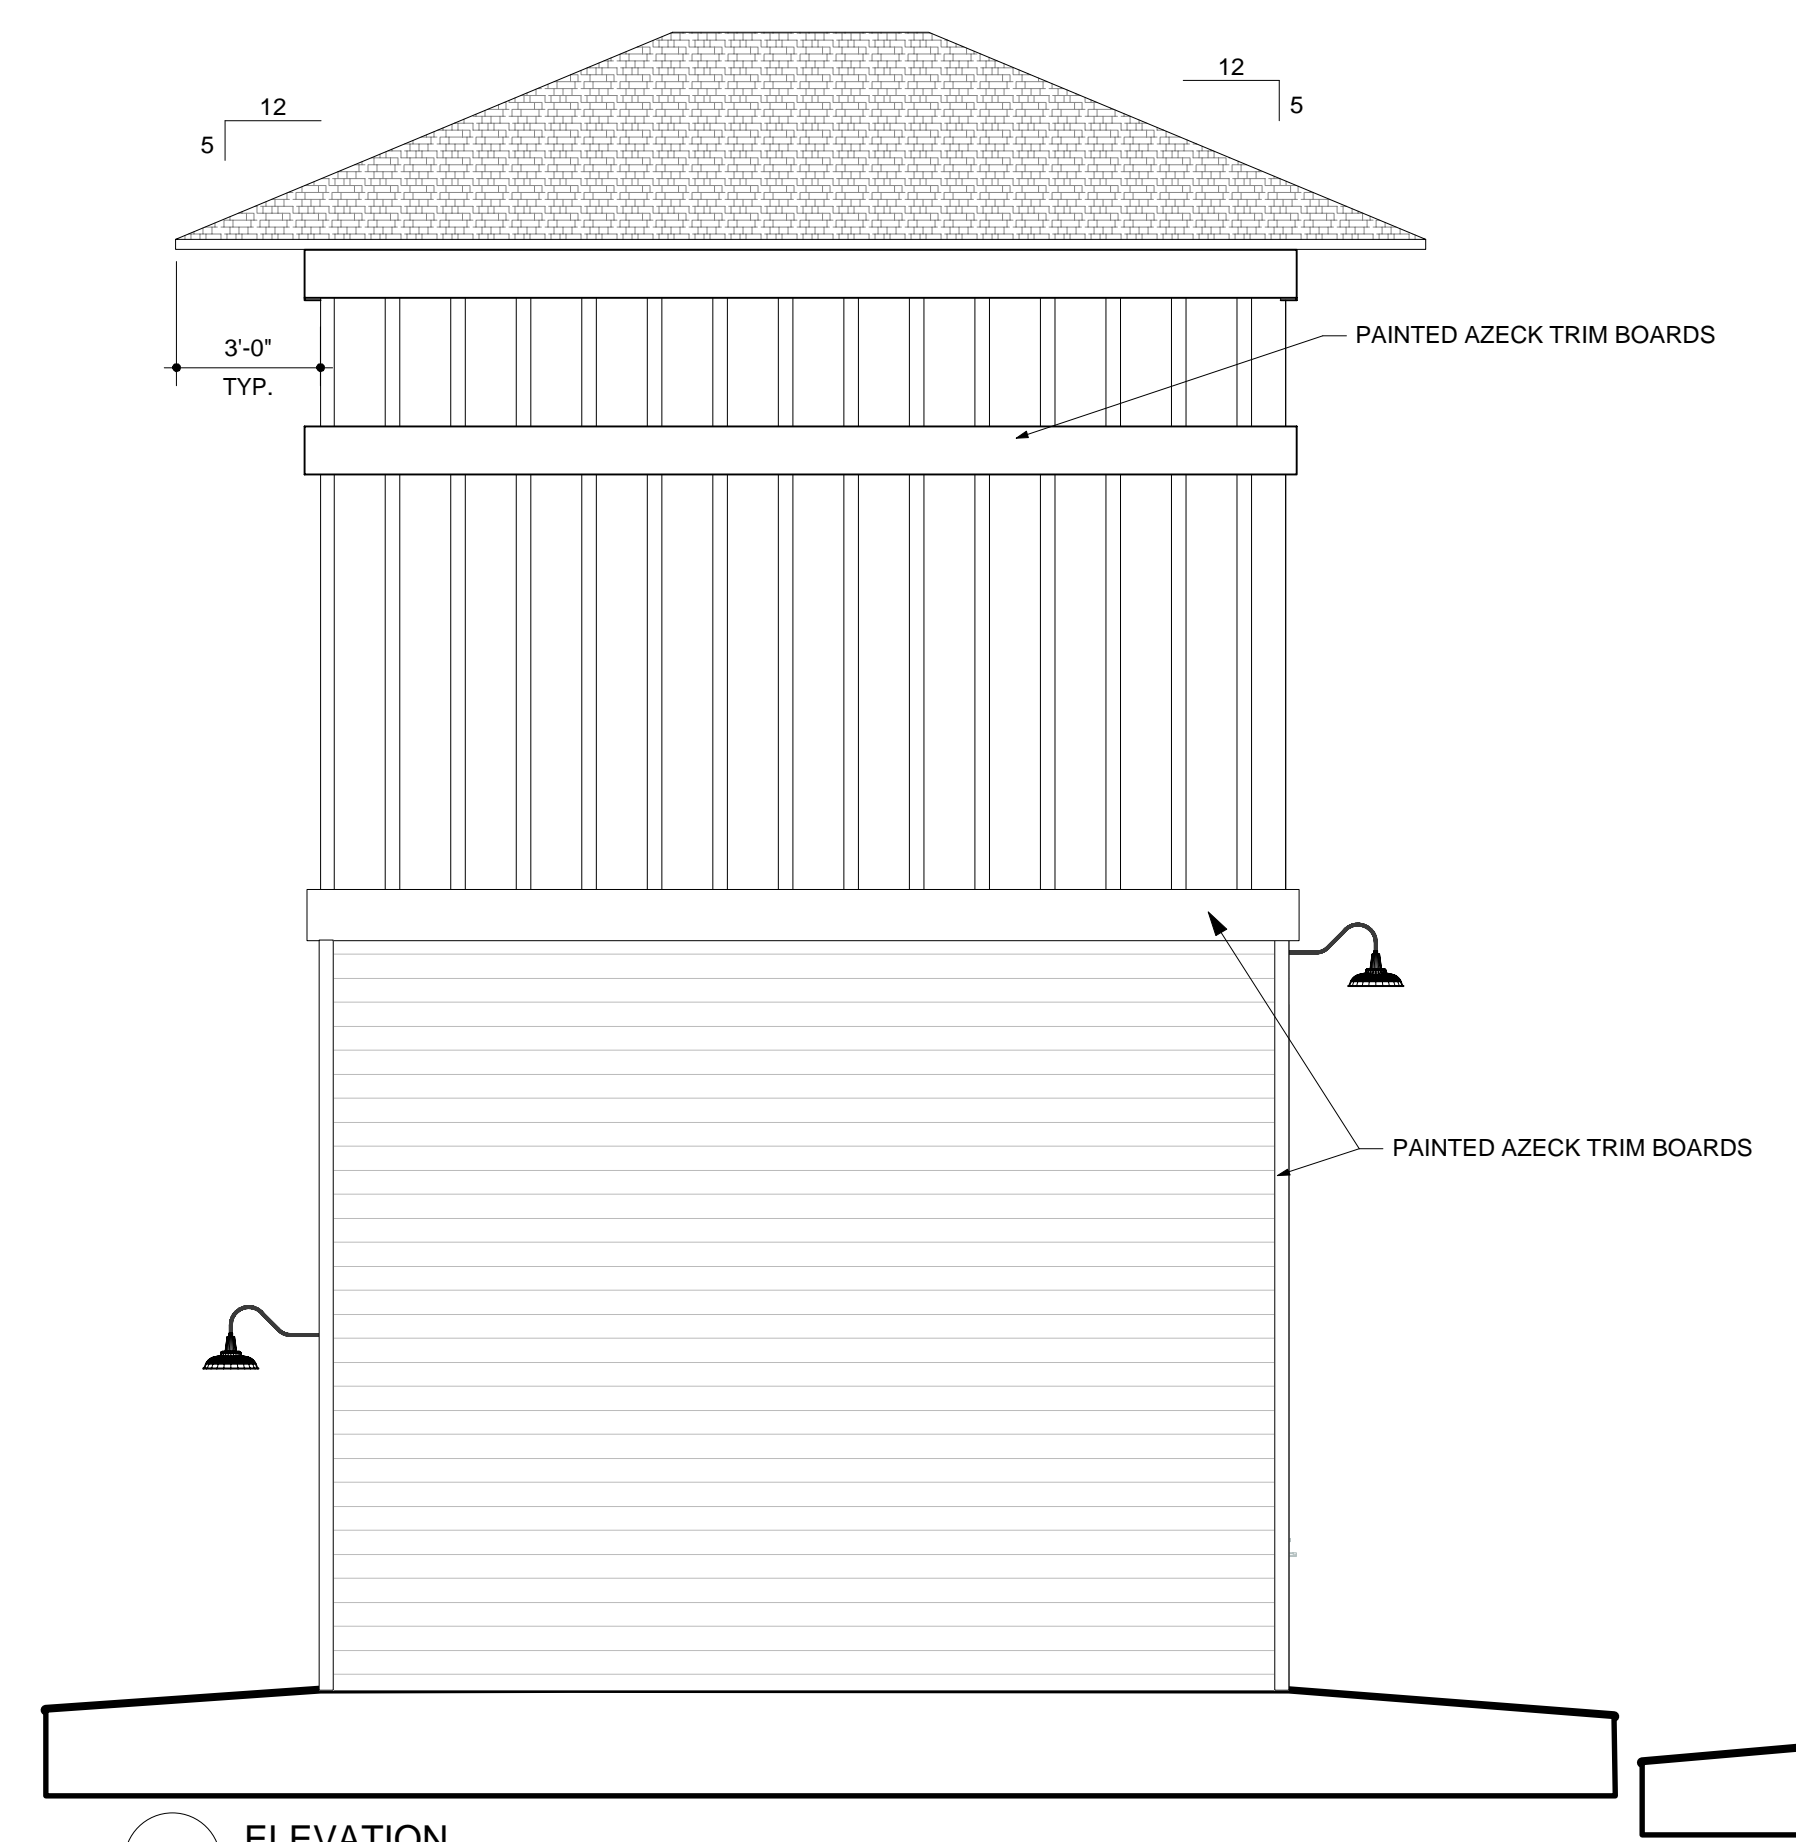 12
5
12
5
3'-0"
TYP.
PAINTED AZECK TRIM BOARDS
PAINTED AZECK TRIM BOARDS
ELEVATION